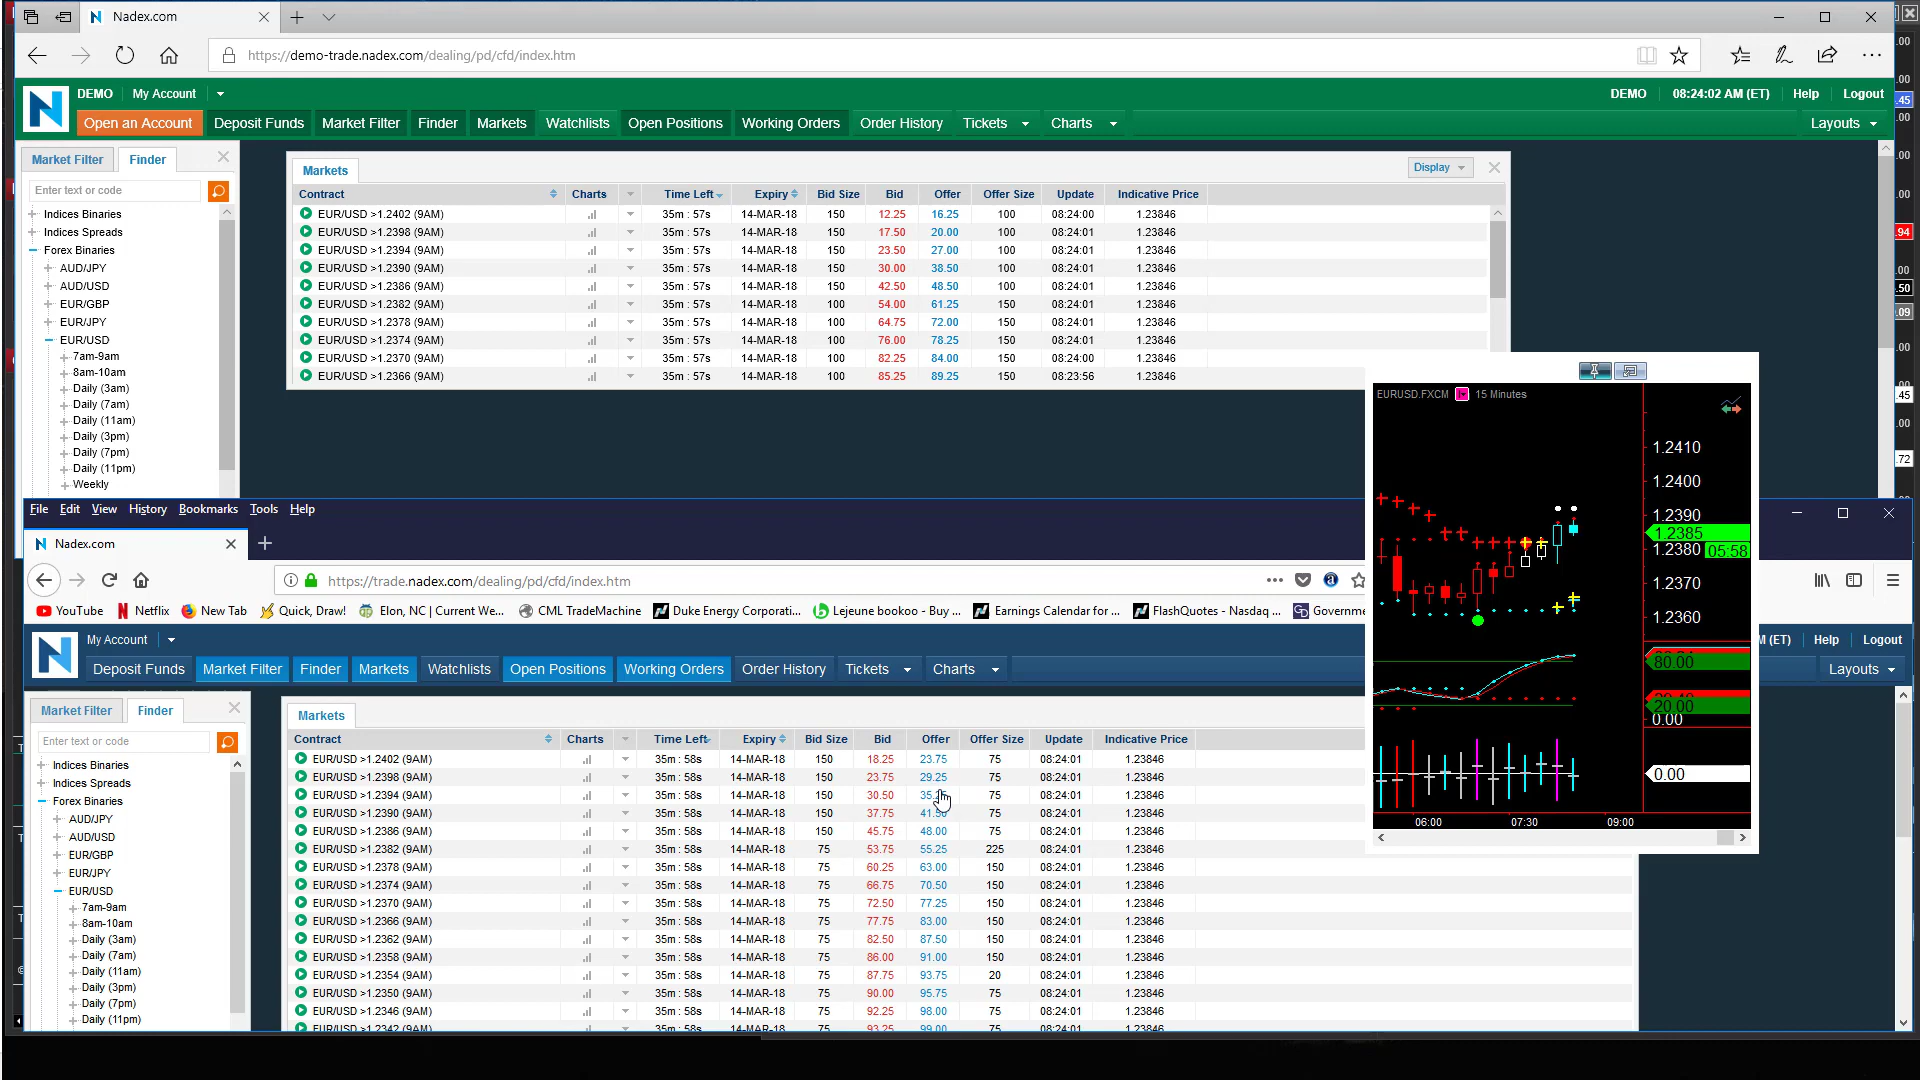 Nadex.com
https://demo-trade.nadex.com/dealing/pd/cfd/index.htm
DEMO My Account DEMO 08:24:02 AM (ET) Help Logout
Open an Account Deposit Funds Market Filter Finder Markets Watchlists Open Positions Working Orders Order History Tickets Charts Layouts
Market Filter Finder
Enter text or code
Indices Binaries
Indices Spreads
Forex Binaries
AUD/JPY
AUD/USD
EUR/GBP
EUR/JPY
EUR/USD
7am-9am
8am-10am
Daily (3am)
Daily (7am)
Daily (11am)
Daily (3pm)
Daily (7pm)
Daily (11pm)
Weekly
Markets Display
Contract Charts Time Left Expiry Bid Size Bid Offer Offer Size Update Indicative Price
EUR/USD >1.2402 (9AM) 35m : 57s 14-MAR-18 150 12.25 16.25 100 08:24:00 1.23846
EUR/USD >1.2398 (9AM) 35m : 57s 14-MAR-18 150 17.50 20.00 100 08:24:01 1.23846
EUR/USD >1.2394 (9AM) 35m : 57s 14-MAR-18 150 23.50 27.00 100 08:24:01 1.23846
EUR/USD >1.2390 (9AM) 35m : 57s 14-MAR-18 150 30.00 38.50 100 08:24:01 1.23846
EUR/USD >1.2386 (9AM) 35m : 57s 14-MAR-18 150 42.50 48.50 100 08:24:01 1.23846
EUR/USD >1.2382 (9AM) 35m : 57s 14-MAR-18 100 54.00 61.25 150 08:24:01 1.23846
EUR/USD >1.2378 (9AM) 35m : 57s 14-MAR-18 100 64.75 72.00 150 08:24:01 1.23846
EUR/USD >1.2374 (9AM) 35m : 57s 14-MAR-18 100 76.00 78.25 150 08:24:01 1.23846
EUR/USD >1.2370 (9AM) 35m : 57s 14-MAR-18 100 82.25 84.00 150 08:24:00 1.23846
EUR/USD >1.2366 (9AM) 35m : 57s 14-MAR-18 100 85.25 89.25 150 08:23:56 1.23846
EURUSD.FXCM 15 Minutes
1.2410
1.2400
1.2390
1.2385
1.2380 05:58
1.2370
1.2360
80.00
20.00
0.00
0.00
06:00 07:30 09:00
File Edit View History Bookmarks Tools Help
Nadex.com
https://trade.nadex.com/dealing/pd/cfd/index.htm
YouTube Netflix New Tab Quick, Draw! Elon, NC | Current We... CML TradeMachine Duke Energy Corporati... Lejeune bookoo - Buy ... Earnings Calendar for ... FlashQuotes - Nasdaq ... Governme
My Account M (ET) Help Logout
Deposit Funds Market Filter Finder Markets Watchlists Open Positions Working Orders Order History Tickets Charts Layouts
Market Filter Finder
Enter text or code
Indices Binaries
Indices Spreads
Forex Binaries
AUD/JPY
AUD/USD
EUR/GBP
EUR/JPY
EUR/USD
7am-9am
8am-10am
Daily (3am)
Daily (7am)
Daily (11am)
Daily (3pm)
Daily (7pm)
Daily (11pm)
Markets
Contract Charts Time Left Expiry Bid Size Bid Offer Offer Size Update Indicative Price
EUR/USD >1.2402 (9AM) 35m : 58s 14-MAR-18 150 18.25 23.75 75 08:24:01 1.23846
EUR/USD >1.2398 (9AM) 35m : 58s 14-MAR-18 150 23.75 29.25 75 08:24:01 1.23846
EUR/USD >1.2394 (9AM) 35m : 58s 14-MAR-18 150 30.50 75 08:24:01 1.23846
EUR/USD >1.2390 (9AM) 35m : 58s 14-MAR-18 150 37.75 75 08:24:01 1.23846
EUR/USD >1.2386 (9AM) 35m : 58s 14-MAR-18 150 45.75 48.00 75 08:24:01 1.23846
EUR/USD >1.2382 (9AM) 35m : 58s 14-MAR-18 75 53.75 55.25 225 08:24:01 1.23846
EUR/USD >1.2378 (9AM) 35m : 58s 14-MAR-18 75 60.25 63.00 150 08:24:01 1.23846
EUR/USD >1.2374 (9AM) 35m : 58s 14-MAR-18 75 66.75 70.50 150 08:24:01 1.23846
EUR/USD >1.2370 (9AM) 35m : 58s 14-MAR-18 75 72.50 77.25 150 08:24:01 1.23846
EUR/USD >1.2366 (9AM) 35m : 58s 14-MAR-18 75 77.75 83.00 150 08:24:01 1.23846
EUR/USD >1.2362 (9AM) 35m : 58s 14-MAR-18 75 82.50 87.50 150 08:24:01 1.23846
EUR/USD >1.2358 (9AM) 35m : 58s 14-MAR-18 75 86.00 91.00 150 08:24:01 1.23846
EUR/USD >1.2354 (9AM) 35m : 58s 14-MAR-18 75 87.75 93.75 20 08:24:01 1.23846
EUR/USD >1.2350 (9AM) 35m : 58s 14-MAR-18 75 90.00 95.75 75 08:24:01 1.23846
EUR/USD >1.2346 (9AM) 35m : 58s 14-MAR-18 75 92.25 98.00 75 08:24:01 1.23846
EUR/USD >1.2342 (9AM) 35m : 58s 14-MAR-18 75 93.25 99.00 75 08:24:01 1.23846